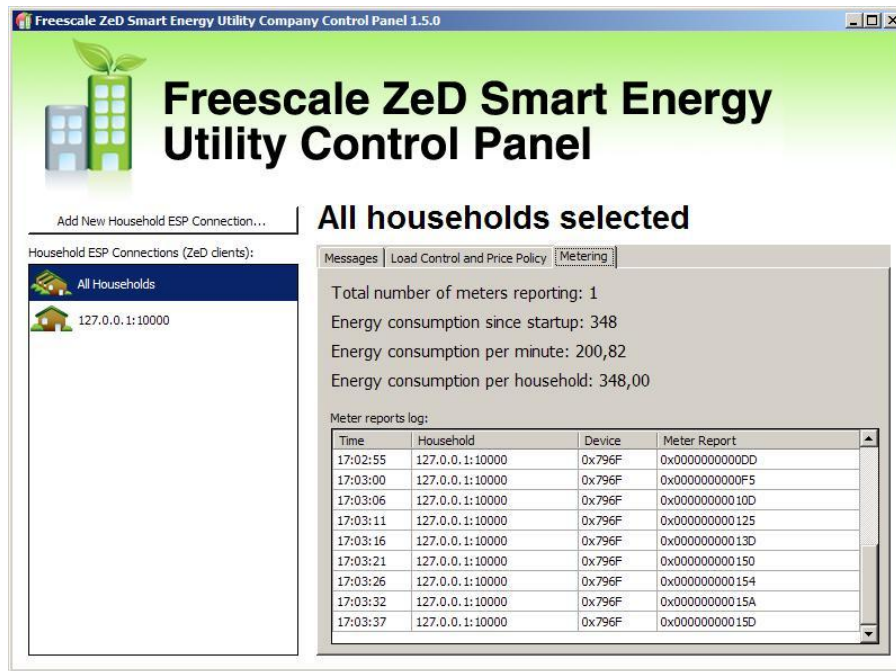 Freescale ZeD Smart Energy Utility Company Control Panel 1.5.0
Freescale ZeD Smart Energy
Utility Control Panel
Add New Household ESP Connection...
Household ESP Connections (ZeD clients):
All Households
127.0.0.1:10000
All households selected
Messages Load Control and Price Policy Metering
Total number of meters reporting: 1
Energy consumption since startup: 348
Energy consumption per minute: 200,82
Energy consumption per household: 348,00
Meter reports log:
Time Household Device Meter Report
17:02:55 127.0.0.1:10000 0x796F 0x0000000000DD
17:03:00 127.0.0.1:10000 0x796F 0x0000000000F5
17:03:06 127.0.0.1:10000 0x796F 0x00000000010D
17:03:11 127.0.0.1:10000 0x796F 0x000000000125
17:03:16 127.0.0.1:10000 0x796F 0x00000000013D
17:03:21 127.0.0.1:10000 0x796F 0x000000000150
17:03:26 127.0.0.1:10000 0x796F 0x000000000154
17:03:32 127.0.0.1:10000 0x796F 0x00000000015A
17:03:37 127.0.0.1:10000 0x796F 0x00000000015D